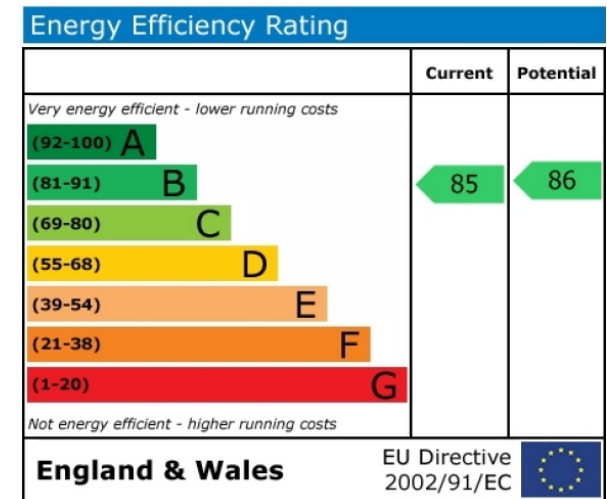 Energy Efficiency Rating
Current Potential
Very energy efficient - lower running costs
(92-100) A
(81-91) B 85 86
(69-80) C
(55-68) D
(39-54) E
(21-38) F
(1-20) G
Not energy efficient - higher running costs
England & Wales EU Directive
2002/91/EC